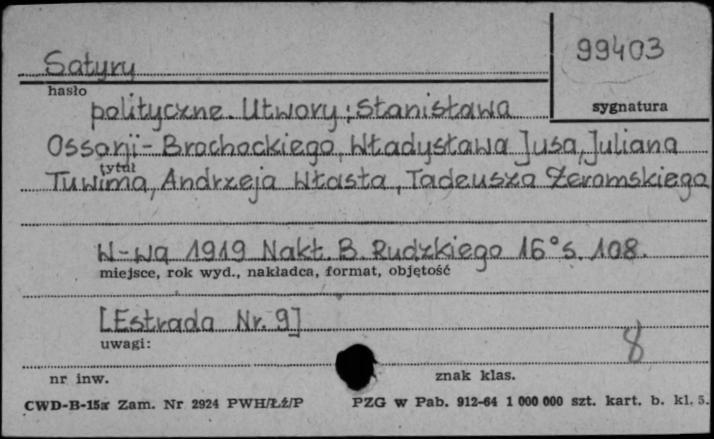 99403
Satyry
hasło
sygnatura
polityczne. Utwory: Stanisława
Ossorji-Brochockiego, Władysława Jusa, Juliana
tytuł
Tuwima, Andrzeja Własta, Tadeusza Żeromskiego
W-wa 1919 Nakł. B. Rudzkiego 16° s. 108.
miejsce, rok wyd., nakładca, format, objętość
[Estrada Nr. 9]
uwagi:
8
nr inw. znak klas.
CWD-B-15a Zam. Nr 2924 PWH/Łż/P PZG w Pab. 912-64 1 000 000 szt. kart. b. kl. 5.